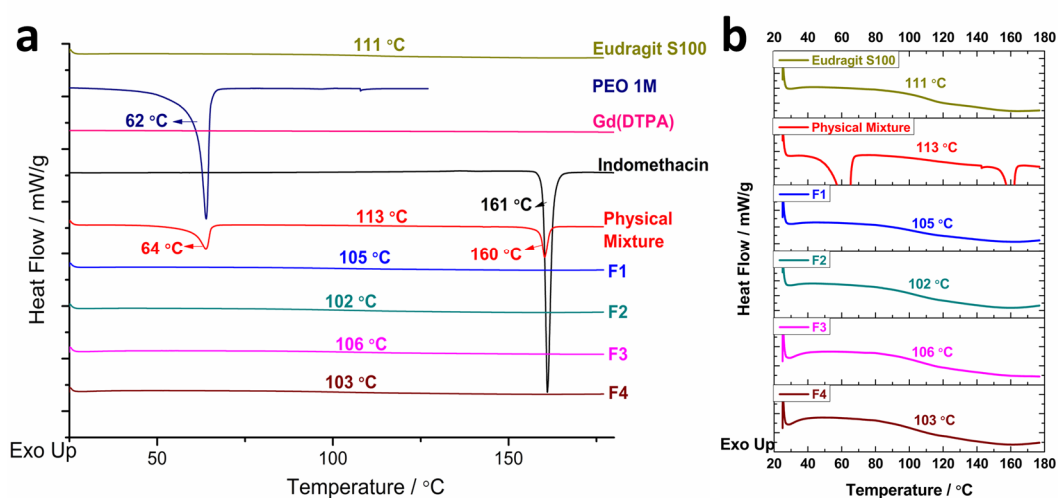 a
111 °C
Eudragit S100
PEO 1M
62 °C
Gd(DTPA)
Indomethacin
161 °C
113 °C
Physical
Mixture
64 °C
160 °C
105 °C
F1
102 °C
F2
106 °C
F3
103 °C
F4
Heat Flow / mW/g
Exo Up
50
100
150
Temperature / °C
b
20 40 60 80 100 120 140 160 180
Eudragit S100
111 °C
Physical Mixture
113 °C
F1
105 °C
F2
102 °C
F3
106 °C
F4
103 °C
Heat Flow / mW/g
Exo Up
20 40 60 80 100 120 140 160 180
Temperature / °C